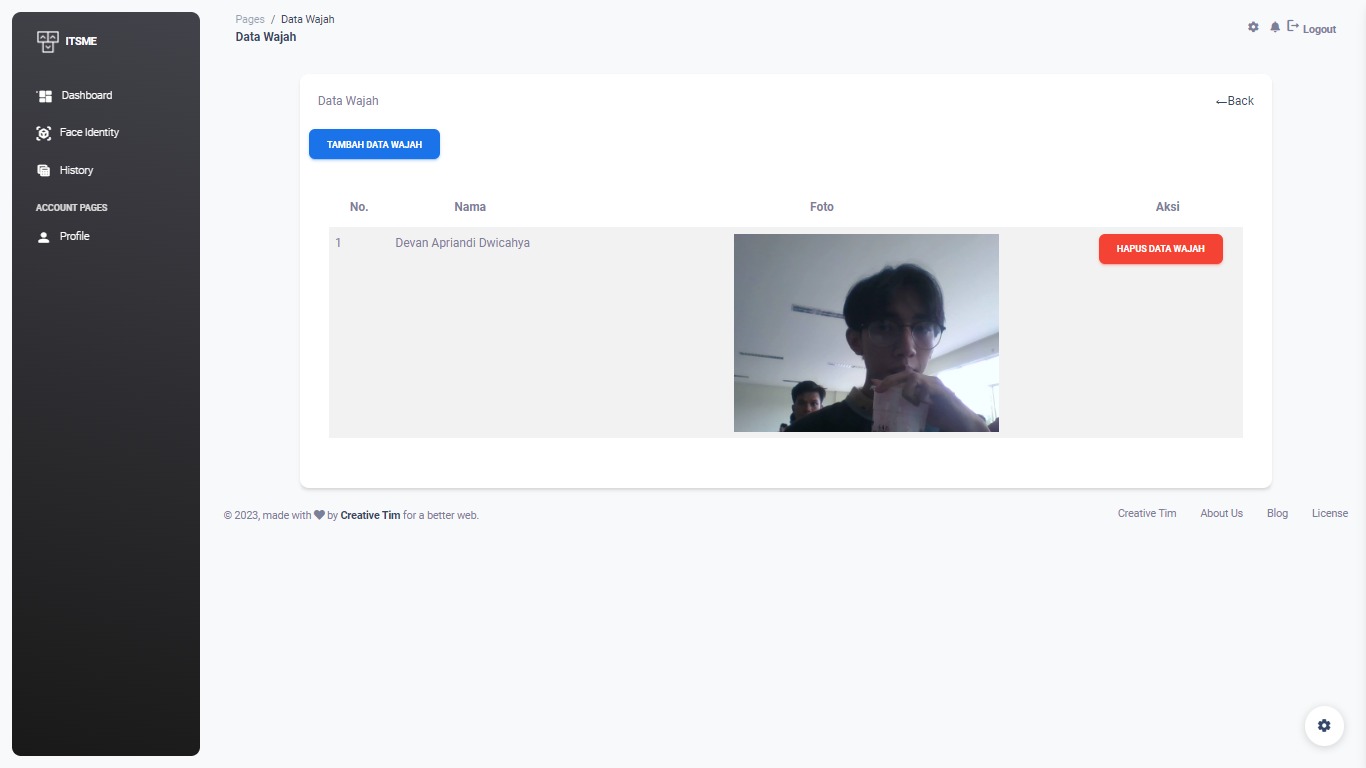 ITSME
Dashboard
Face Identity
History
ACCOUNT PAGES
Profile
Pages / Data Wajah
Data Wajah
Logout
Data Wajah
←Back
TAMBAH DATA WAJAH
No. Nama Foto Aksi
1 Devan Apriandi Dwicahya HAPUS DATA WAJAH
© 2023, made with ♥ by Creative Tim for a better web.
Creative Tim About Us Blog License